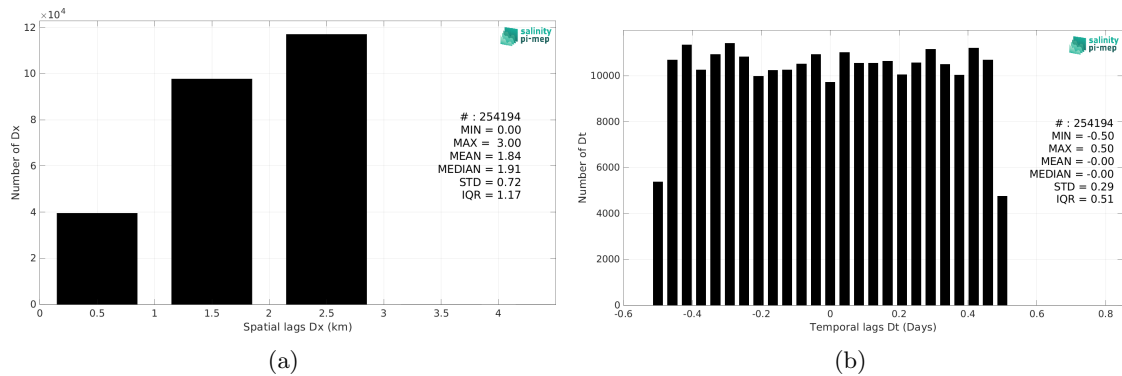 ×10⁴
12
10
8
6
4
2
0
Number of Dx
0 0.5 1 1.5 2 2.5 3 3.5 4
Spatial lags Dx (km)
salinity
pi-mep
# : 254194
MIN = 0.00
MAX = 3.00
MEAN = 1.84
MEDIAN = 1.91
STD = 0.72
IQR = 1.17
(a)
10000
8000
6000
4000
2000
0
Number of Dt
-0.6 -0.4 -0.2 0 0.2 0.4 0.6 0.8
Temporal lags Dt (Days)
salinity
pi-mep
# : 254194
MIN = -0.50
MAX = 0.50
MEAN = -0.00
MEDIAN = -0.00
STD = 0.29
IQR = 0.51
(b)